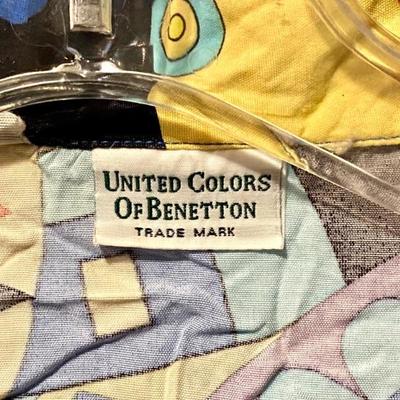 UNITED COLORS
OF BENETTON
TRADE MARK